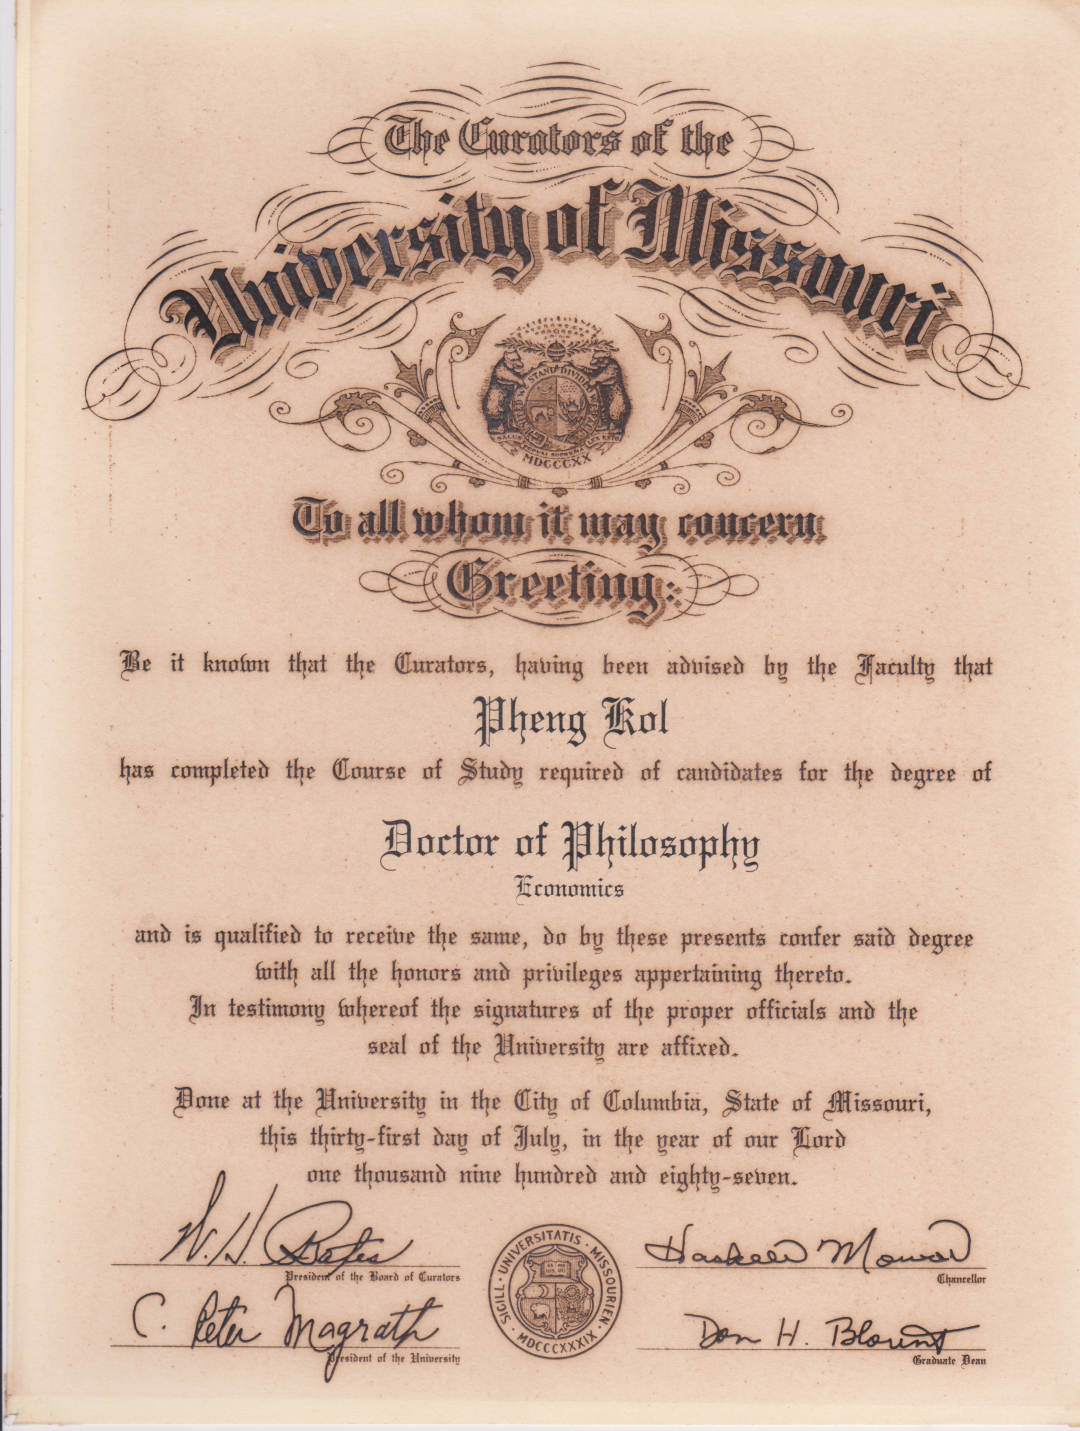 The Curators of the
University of Missouri
MDCCCXX
To all whom it may concern
Greeting:
Be it known that the Curators, having been advised by the Faculty that
Pheng Kol
has completed the Course of Study required of candidates for the degree of
Doctor of Philosophy
Economics
and is qualified to receive the same, do by these presents confer said degree
with all the honors and privileges appertaining thereto.
In testimony whereof the signatures of the proper officials and the
seal of the University are affixed.
Done at the University in the City of Columbia, State of Missouri,
this thirty-first day of July, in the year of our Lord
one thousand nine hundred and eighty-seven.
W. H. Bates
President of the Board of Curators
C. Peter Magrath
President of the University
SIGILL · UNIVERSITATIS · MISSOURIEN ·
MDCCCXXXIX
Haskell Monroe
Chancellor
Don H. Blount
Graduate Dean